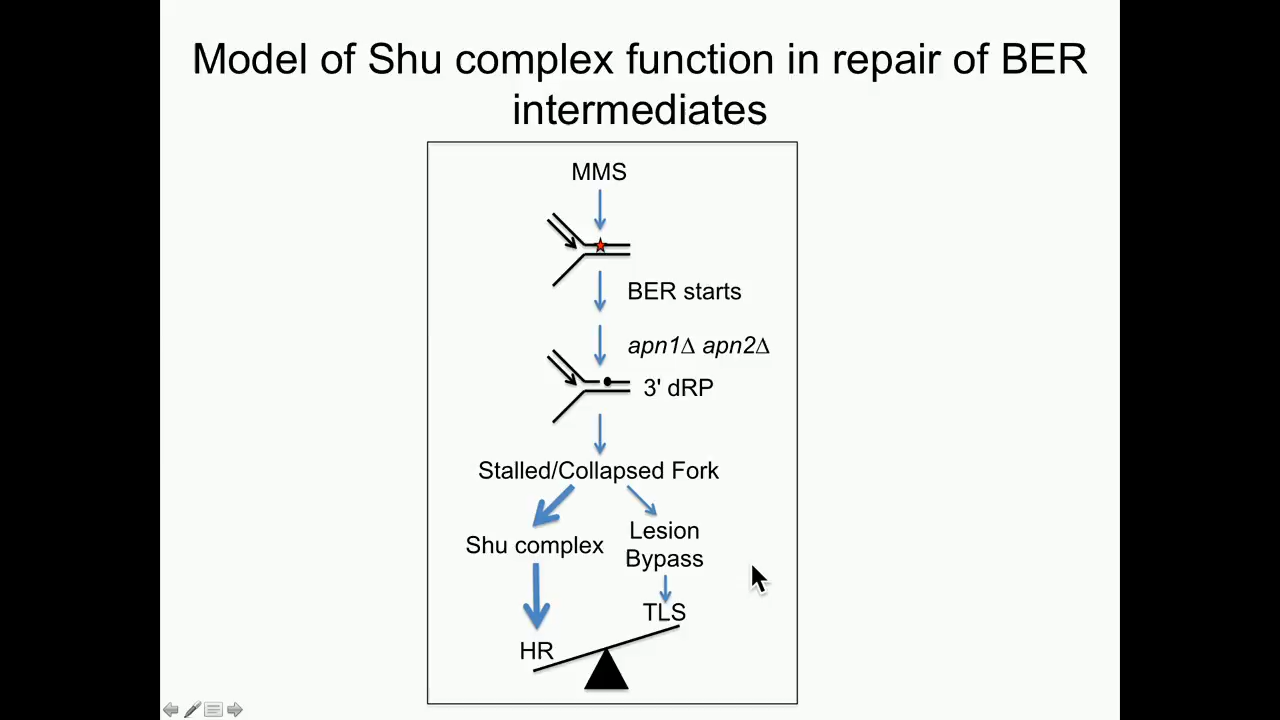 Model of Shu complex function in repair of BER
intermediates
MMS
BER starts
apn1Δ apn2Δ
3' dRP
Stalled/Collapsed Fork
Shu complex
Lesion
Bypass
TLS
HR